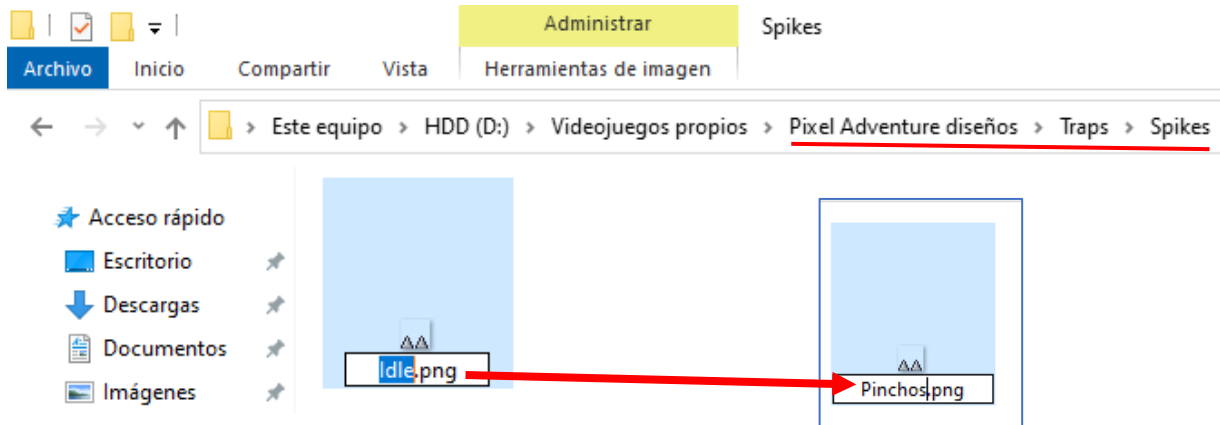 Administrar
Spikes
Archivo
Inicio
Compartir
Vista
Herramientas de imagen
Este equipo > HDD (D:) > Videojuegos propios > Pixel Adventure diseños > Traps > Spikes
Acceso rápido
Escritorio
Descargas
Documentos
Imágenes
Idle.png
Pinchos.png